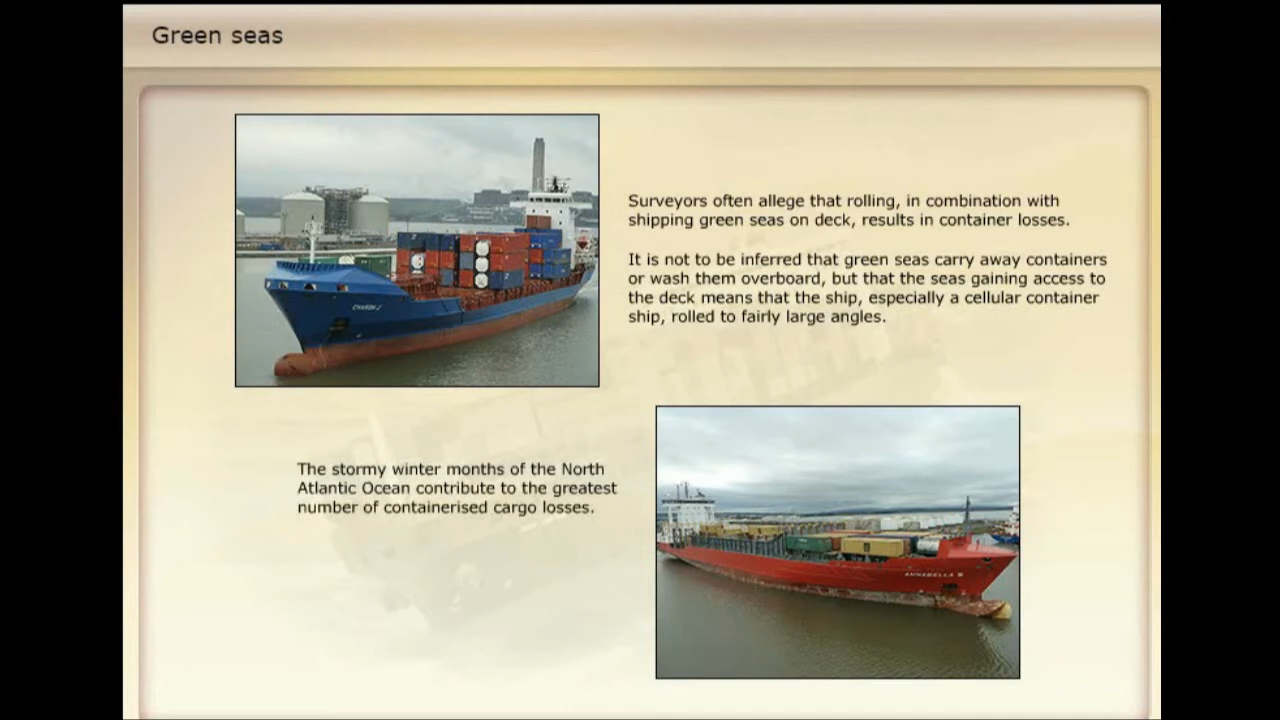 Green seas
Surveyors often allege that rolling, in combination with
shipping green seas on deck, results in container losses.
It is not to be inferred that green seas carry away containers
or wash them overboard, but that the seas gaining access to
the deck means that the ship, especially a cellular container
ship, rolled to fairly large angles.
The stormy winter months of the North
Atlantic Ocean contribute to the greatest
number of containerised cargo losses.
ANNABELLA B